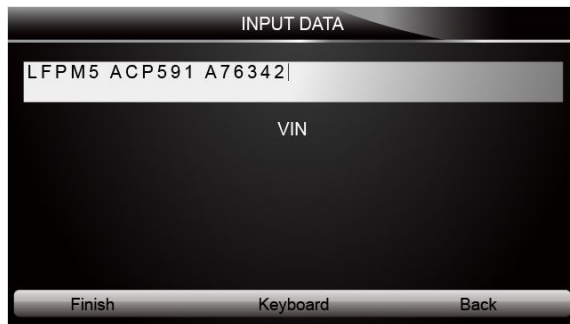 INPUT DATA
LFPM5 ACP591 A76342
VIN
Finish Keyboard Back